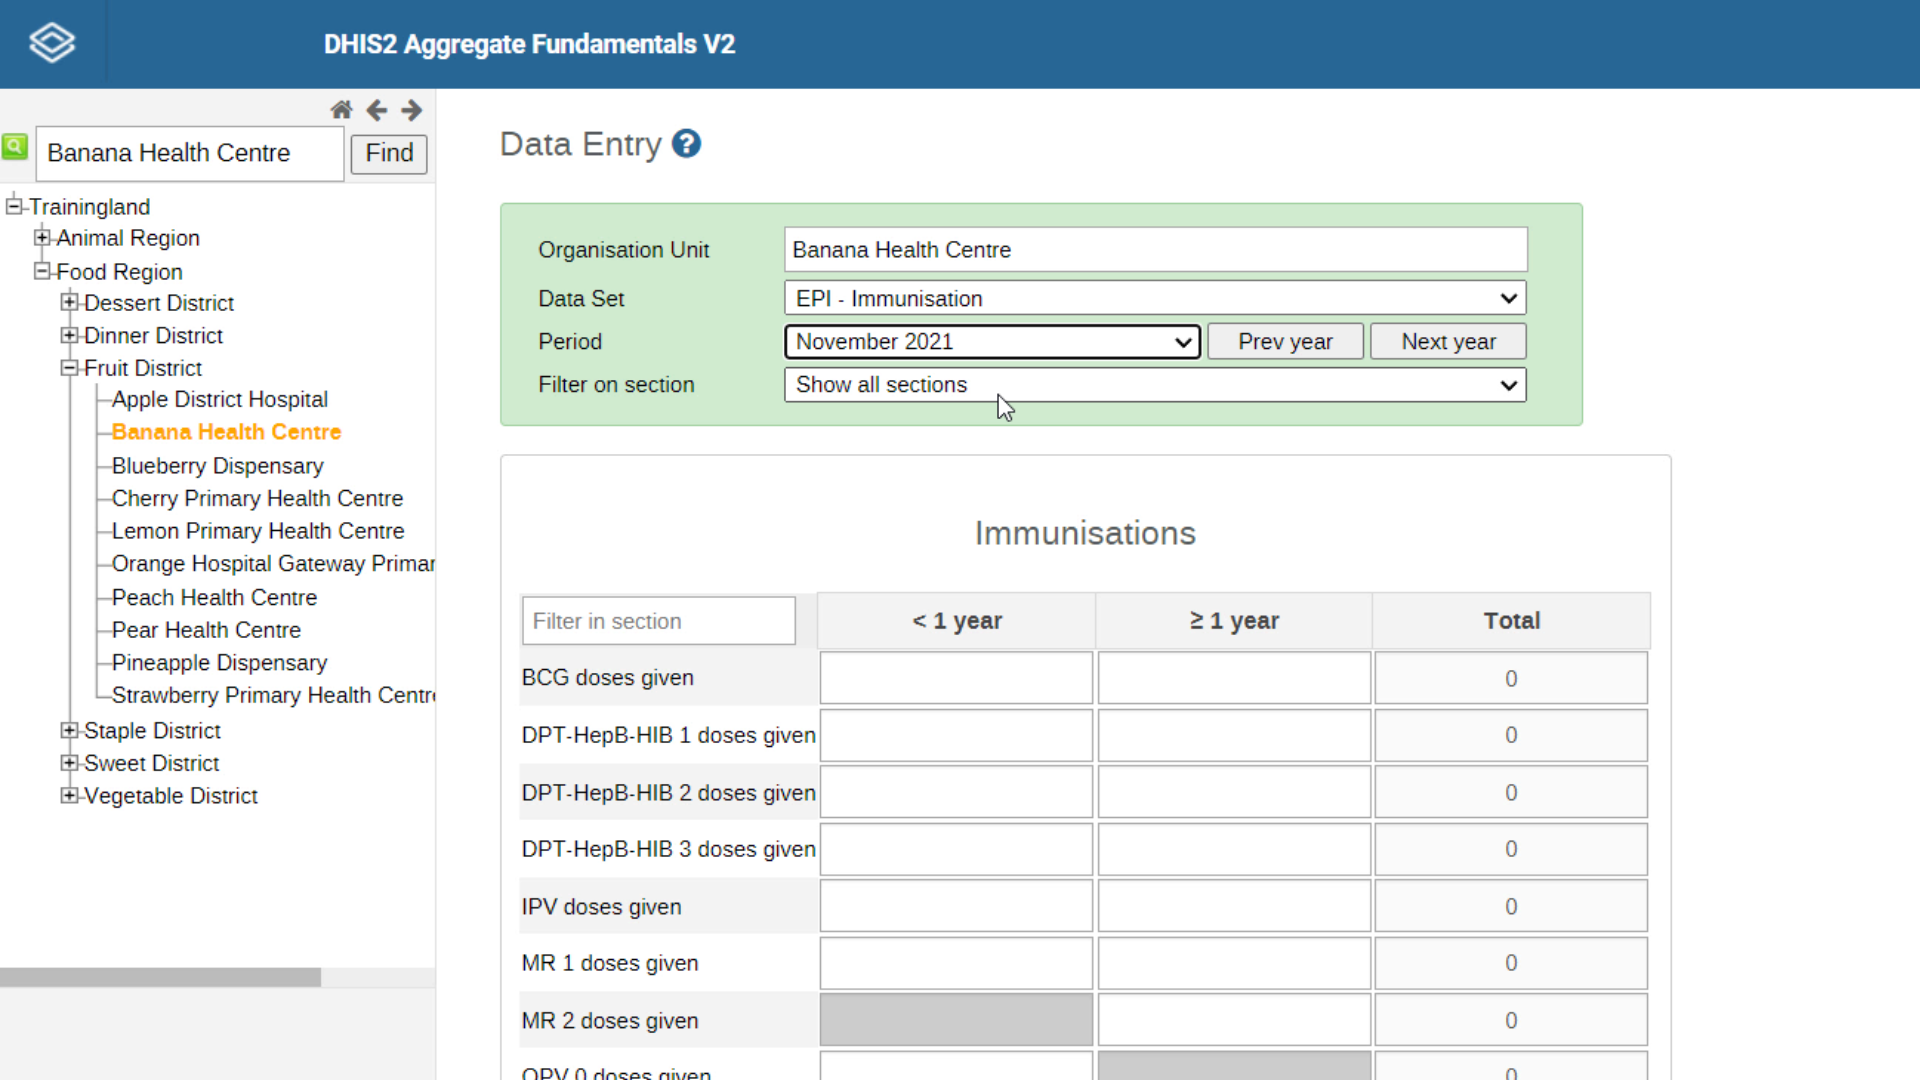 DHIS2 Aggregate Fundamentals V2
Banana Health Centre
Find
Trainingland
Animal Region
Food Region
Dessert District
Dinner District
Fruit District
Apple District Hospital
Banana Health Centre
Blueberry Dispensary
Cherry Primary Health Centre
Lemon Primary Health Centre
Orange Hospital Gateway Primar
Peach Health Centre
Pear Health Centre
Pineapple Dispensary
Strawberry Primary Health Centr
Staple District
Sweet District
Vegetable District
Data Entry ?
Organisation Unit Banana Health Centre
Data Set EPI - Immunisation
Period November 2021 Prev year Next year
Filter on section Show all sections
Immunisations
Filter in section < 1 year ≥ 1 year Total
BCG doses given 0
DPT-HepB-HIB 1 doses given 0
DPT-HepB-HIB 2 doses given 0
DPT-HepB-HIB 3 doses given 0
IPV doses given 0
MR 1 doses given 0
MR 2 doses given 0
OPV 0 doses given 0